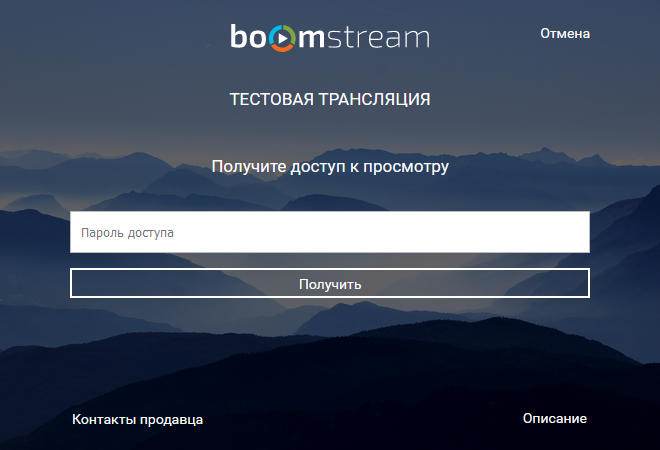 boomstream
Отмена
ТЕСТОВАЯ ТРАНСЛЯЦИЯ
Получите доступ к просмотру
Пароль доступа
Получить
Контакты продавца
Описание